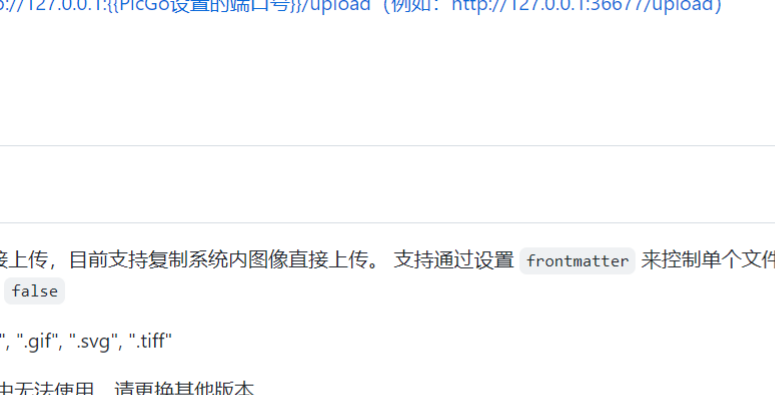 ://127.0.0.1:{{PicGo设置的端口号}}/upload（例如：http://127.0.0.1:36677/upload）
接上传，目前支持复制系统内图像直接上传。 支持通过设置 frontmatter 来控制单个文件
false
", ".gif", ".svg", ".tiff"
中无法使用，请更换其他版本